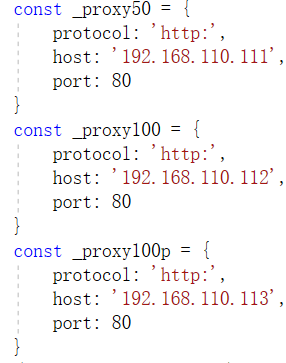 const _proxy50 = {
    protocol: 'http:',
    host: '192.168.110.111',
    port: 80
}
const _proxy100 = {
    protocol: 'http:',
    host: '192.168.110.112',
    port: 80
}
const _proxy100p = {
    protocol: 'http:',
    host: '192.168.110.113',
    port: 80
}